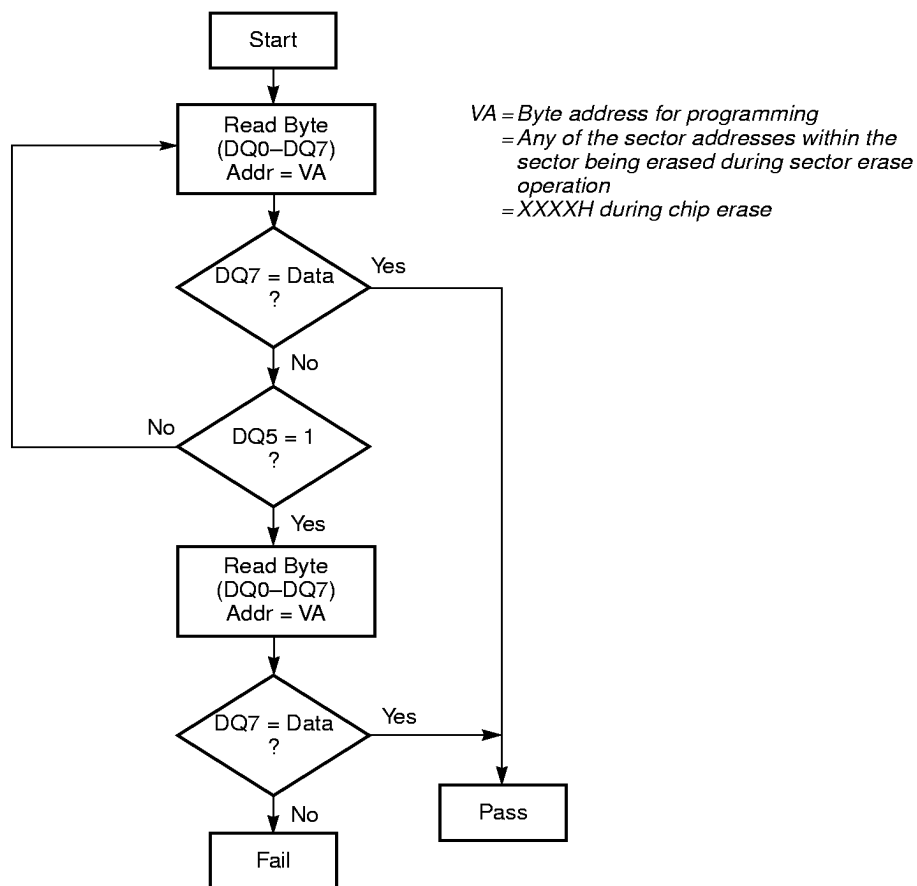 Start
Read Byte
(DQ0–DQ7)
Addr = VA
VA = Byte address for programming
= Any of the sector addresses within the
sector being erased during sector erase
operation
= XXXXH during chip erase
DQ7 = Data
?
Yes
No
DQ5 = 1
?
No
Yes
Read Byte
(DQ0–DQ7)
Addr = VA
DQ7 = Data
?
Yes
No
Pass
Fail